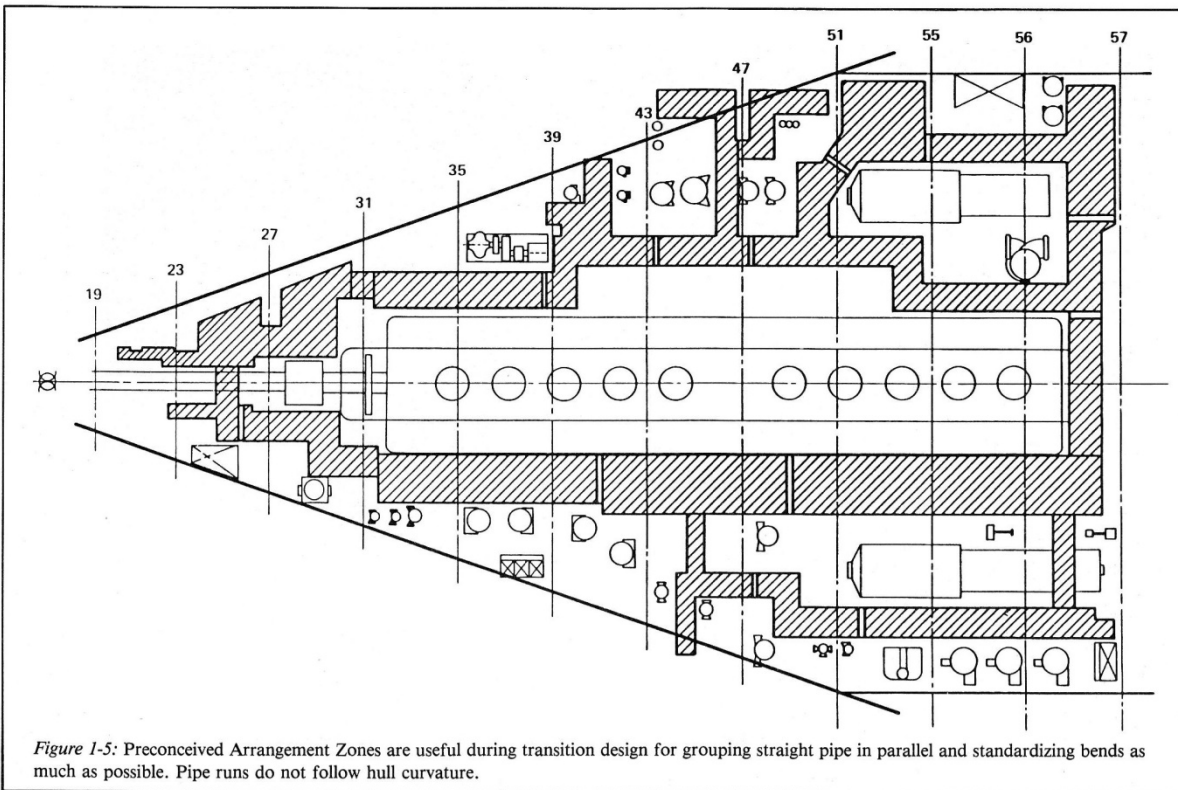 51 55 56 57
47
43
39
35
31
27
23
19
Figure 1-5: Preconceived Arrangement Zones are useful during transition design for grouping straight pipe in parallel and standardizing bends as
much as possible. Pipe runs do not follow hull curvature.